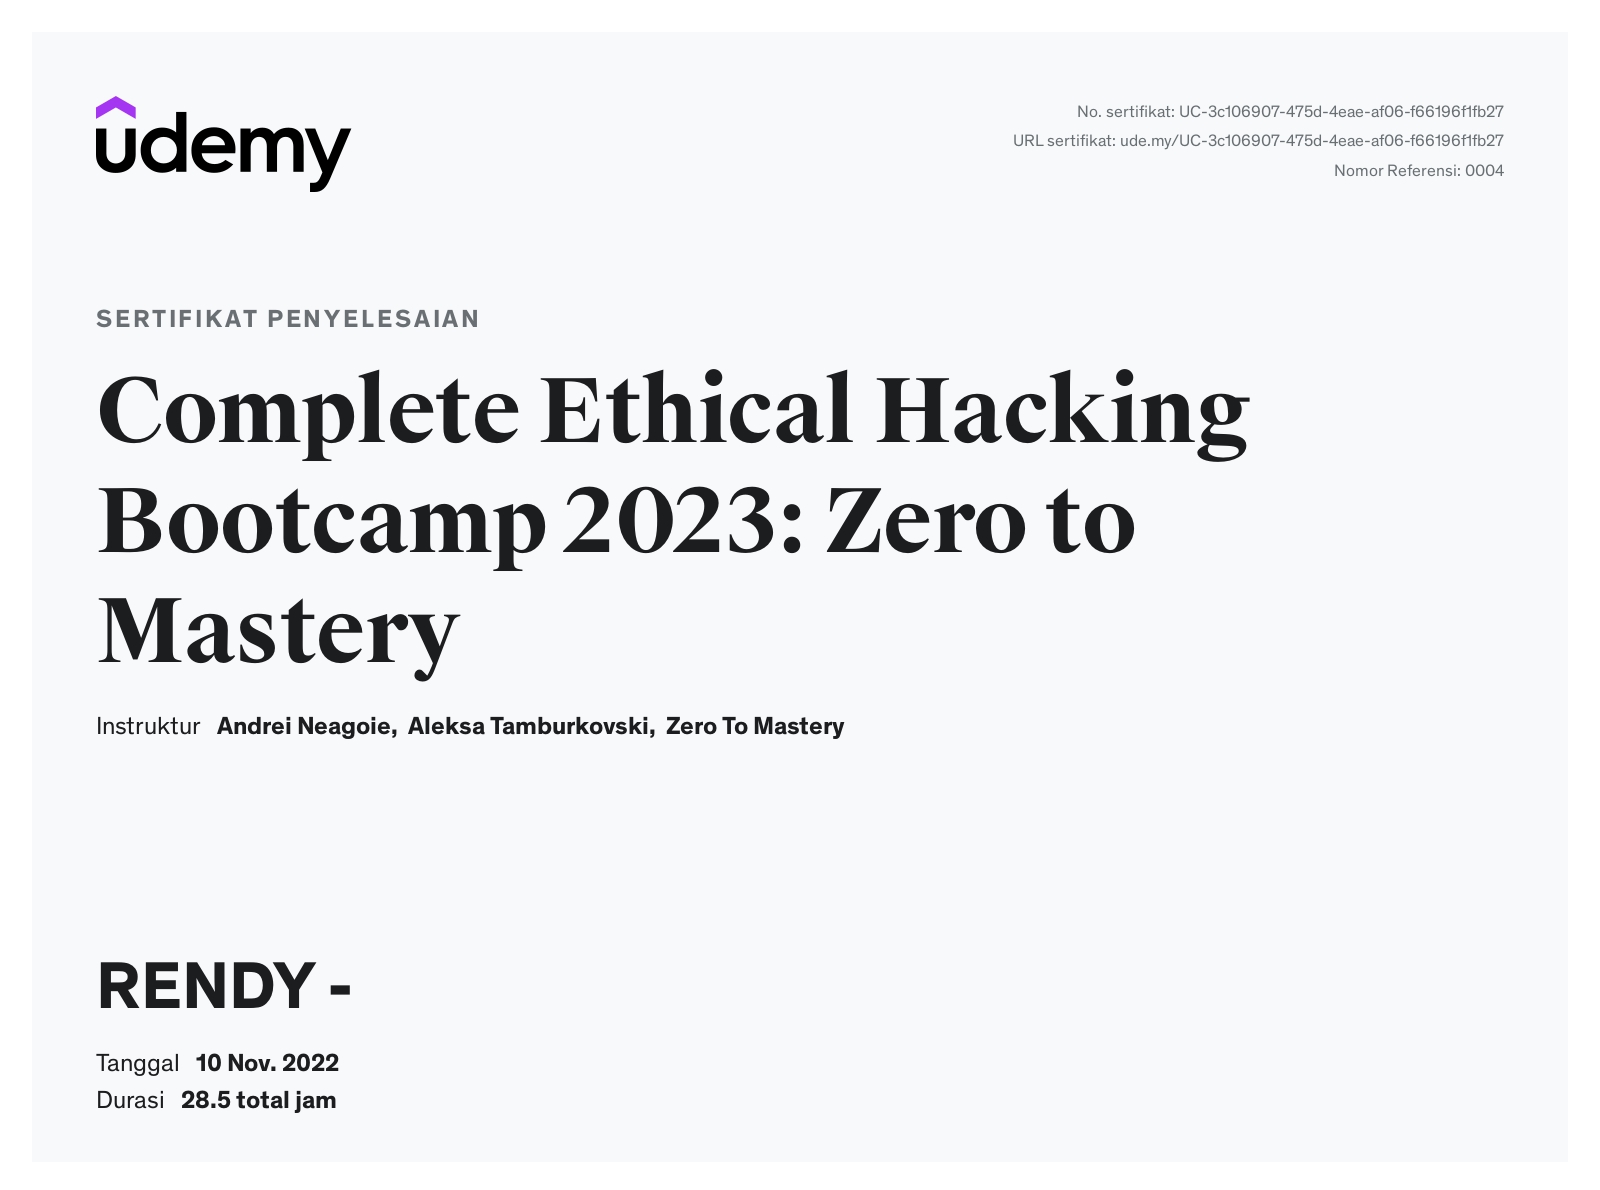 udemy
No. sertifikat: UC-3c106907-475d-4eae-af06-f66196f1fb27
URL sertifikat: ude.my/UC-3c106907-475d-4eae-af06-f66196f1fb27
Nomor Referensi: 0004
SERTIFIKAT PENYELESAIAN
Complete Ethical Hacking
Bootcamp 2023: Zero to
Mastery
Instruktur Andrei Neagoie, Aleksa Tamburkovski, Zero To Mastery
RENDY -
Tanggal 10 Nov. 2022
Durasi 28.5 total jam